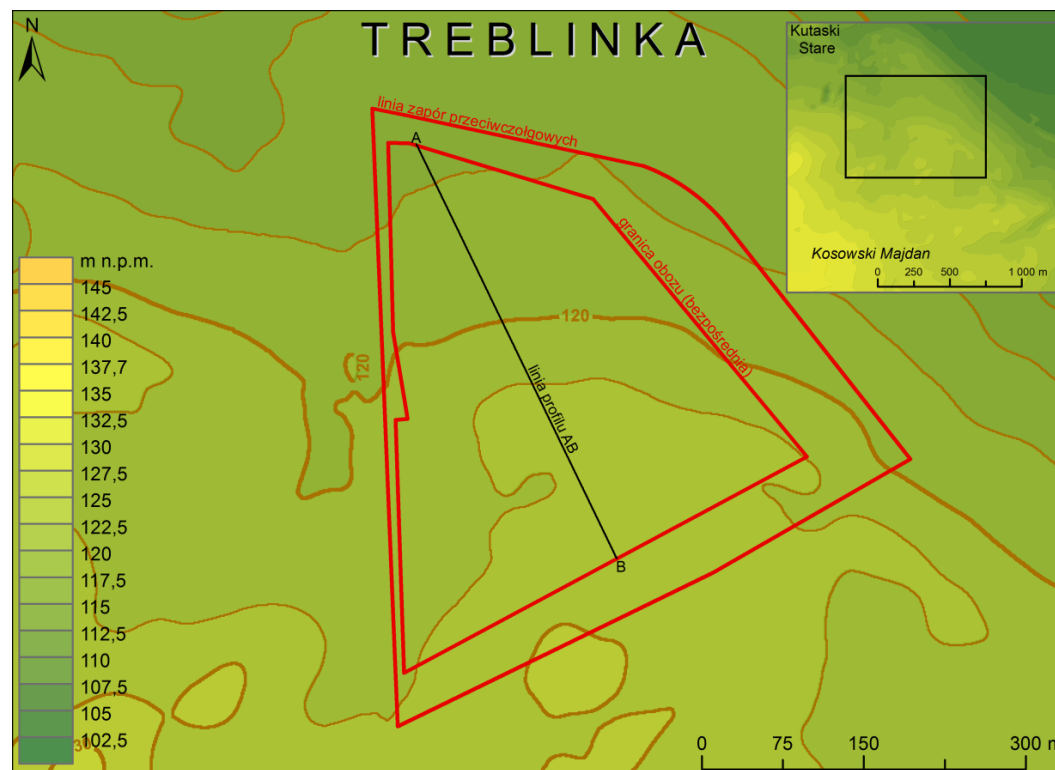 N
TREBLINKA
Kutaski
Stare
Kosowski Majdan
0 250 500 1 000 m
linia zapór przeciwczołgowych
A
granica obozu (bezpośrednia)
120
120
linia profilu AB
B
m n.p.m.
145
142,5
140
137,7
135
132,5
130
127,5
125
122,5
120
117,5
115
112,5
110
107,5
105
102,5
0 75 150 300 m